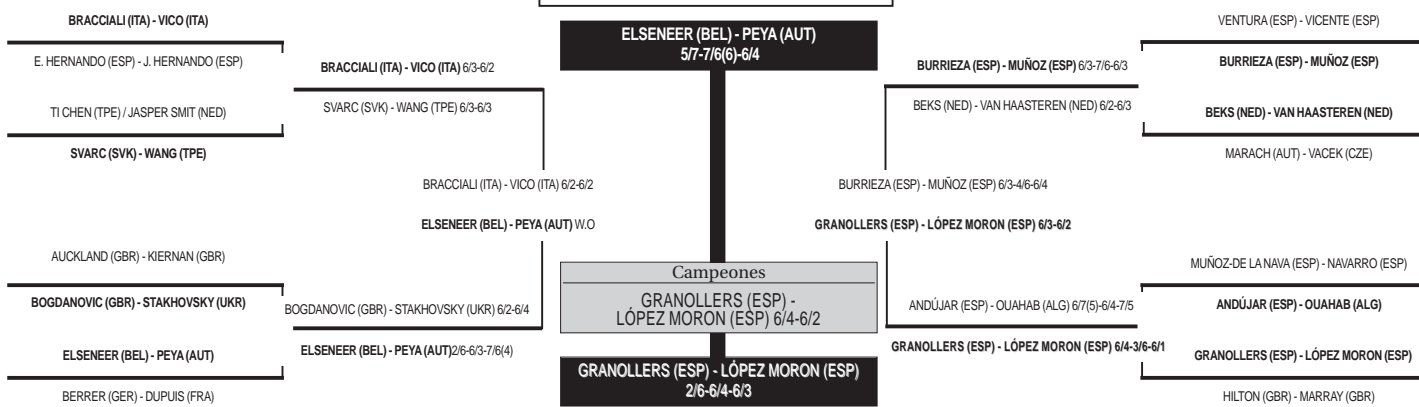 BRACCIALI (ITA) - VICO (ITA)
E. HERNANDO (ESP) - J. HERNANDO (ESP)
TI CHEN (TPE) / JASPER SMIT (NED)
SVARC (SVK) - WANG (TPE)
AUCKLAND (GBR) - KIERNAN (GBR)
BOGDANOVIC (GBR) - STAKHOVSKY (UKR)
ELSENEER (BEL) - PEYA (AUT)
BERRER (GER) - DUPUIS (FRA)
BRACCIALI (ITA) - VICO (ITA) 6/3-6/2
SVARC (SVK) - WANG (TPE) 6/3-6/3
BOGDANOVIC (GBR) - STAKHOVSKY (UKR) 6/2-6/4
ELSENEER (BEL) - PEYA (AUT)2/6-6/3-7/6(4)
BRACCIALI (ITA) - VICO (ITA) 6/2-6/2
ELSENEER (BEL) - PEYA (AUT) W.O
ELSENEER (BEL) - PEYA (AUT)
5/7-7/6(6)-6/4
Campeones
GRANOLLERS (ESP) -
LÓPEZ MORON (ESP) 6/4-6/2
GRANOLLERS (ESP) - LÓPEZ MORON (ESP)
2/6-6/4-6/3
BURRIEZA (ESP) - MUÑOZ (ESP) 6/3-4/6-6/4
GRANOLLERS (ESP) - LÓPEZ MORON (ESP) 6/3-6/2
BURRIEZA (ESP) - MUÑOZ (ESP) 6/3-7/6-6/3
BEKS (NED) - VAN HAASTEREN (NED) 6/2-6/3
ANDÚJAR (ESP) - OUAHAB (ALG) 6/7(5)-6/4-7/5
GRANOLLERS (ESP) - LÓPEZ MORON (ESP) 6/4-3/6-6/1
VENTURA (ESP) - VICENTE (ESP)
BURRIEZA (ESP) - MUÑOZ (ESP)
BEKS (NED) - VAN HAASTEREN (NED)
MARACH (AUT) - VACEK (CZE)
MUÑOZ-DE LA NAVA (ESP) - NAVARRO (ESP)
ANDÚJAR (ESP) - OUAHAB (ALG)
GRANOLLERS (ESP) - LÓPEZ MORON (ESP)
HILTON (GBR) - MARRAY (GBR)